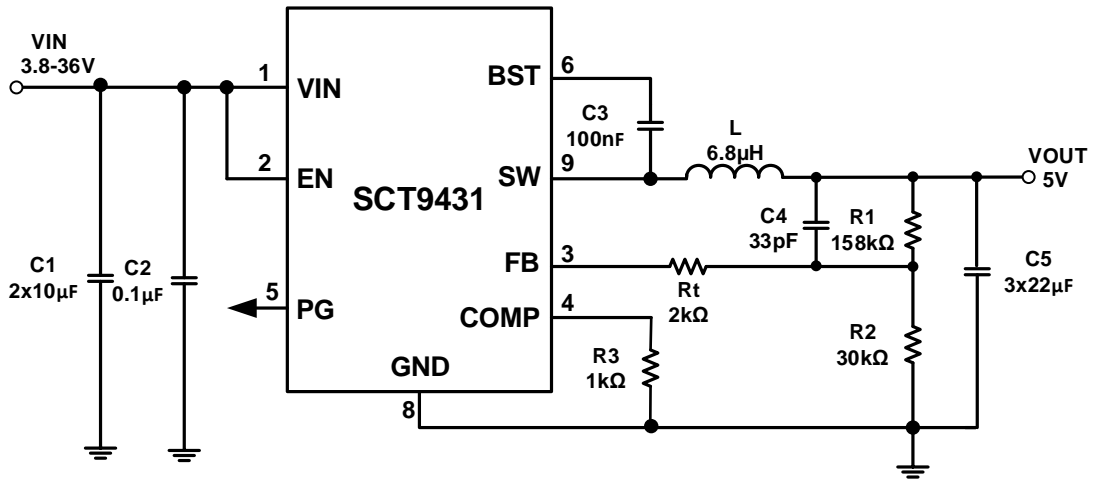 VIN
3.8-36V
1
VIN
2
EN
SCT9431
BST
6
C3
100nF
SW
9
L
6.8µH
VOUT
5V
C4
33pF
R1
158kΩ
FB
3
Rt
2kΩ
C1
2x10µF
C2
0.1µF
5
PG
COMP
4
R3
1kΩ
R2
30kΩ
C5
3x22µF
GND
8